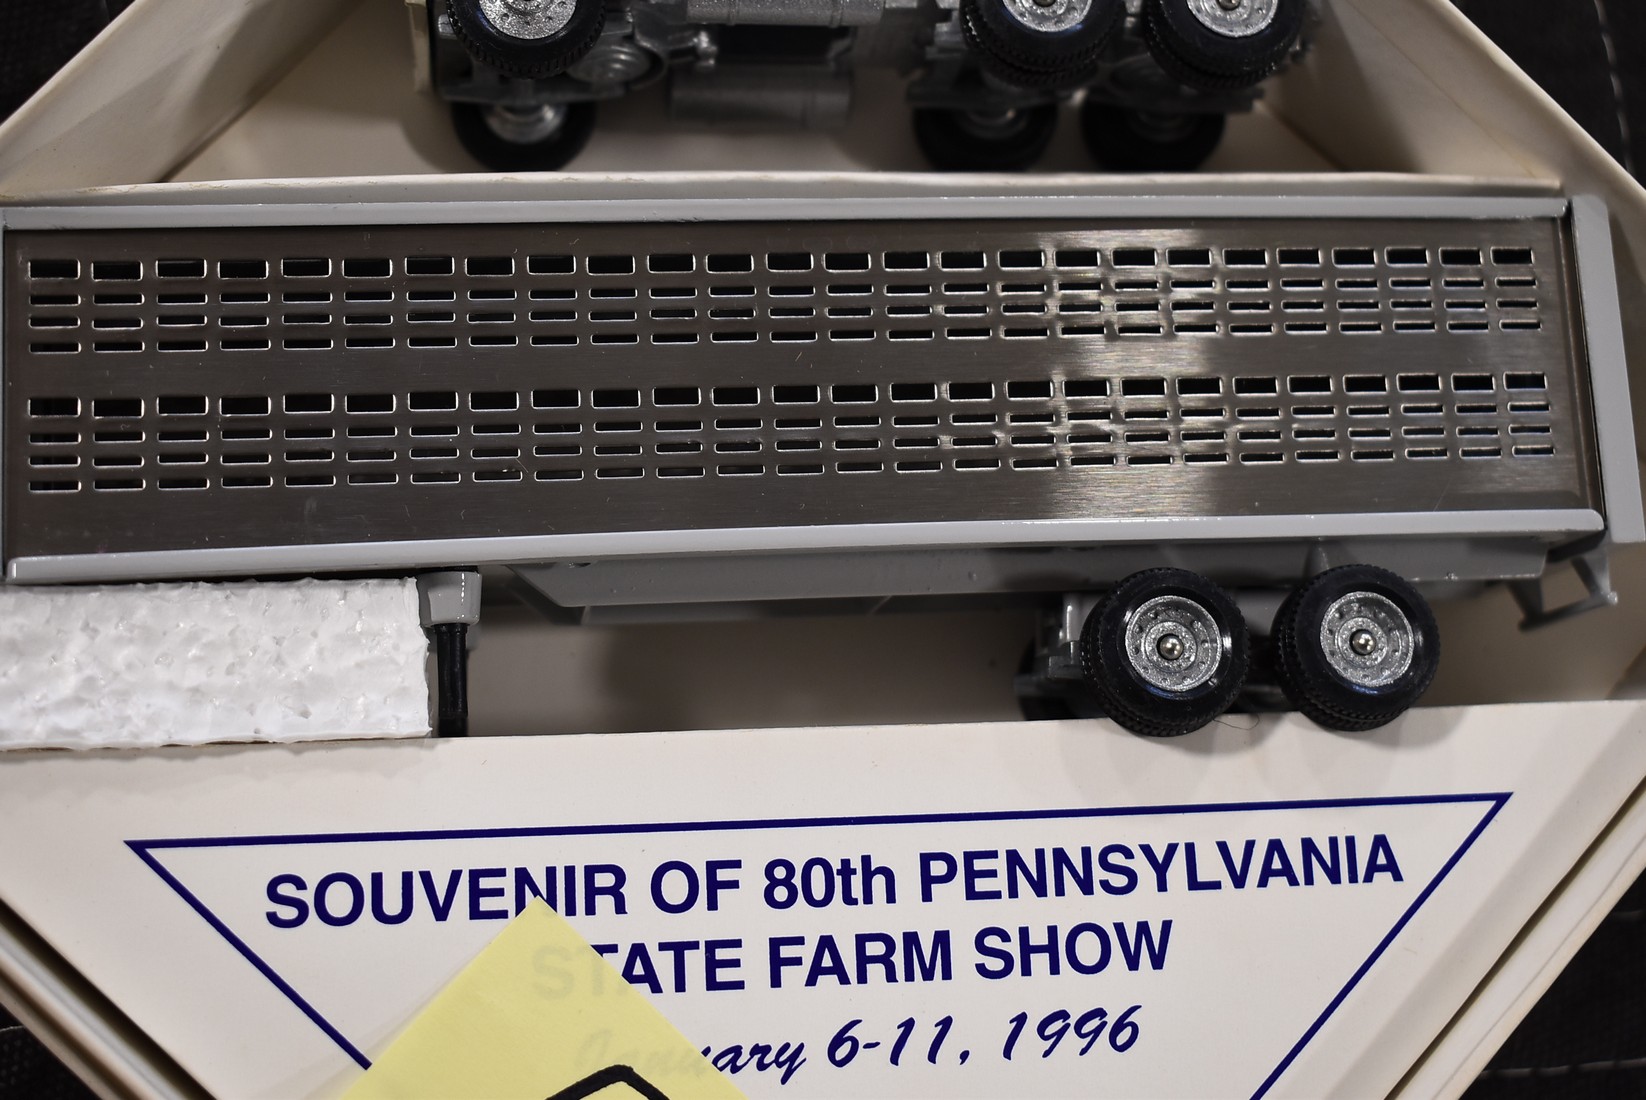 SOUVENIR OF 80th PENNSYLVANIA
STATE FARM SHOW
January 6-11, 1996